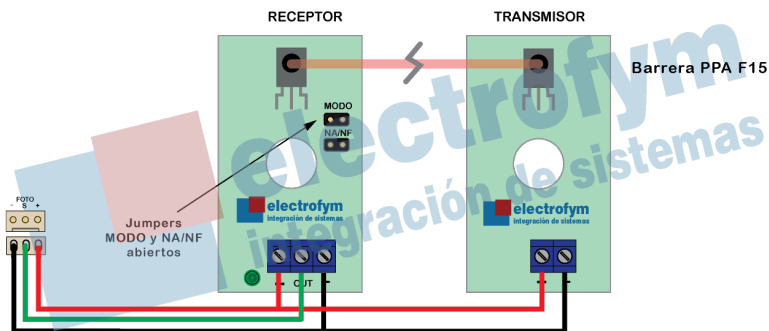 RECEPTOR
TRANSMISOR
Barrera PPA F15
MODO
NA/NF
FOTO
- S +
Jumpers
MODO y NA/NF
abiertos
electrofym
integración de sistemas
electrofym
integración de sistemas
OUT
electrofym
integración de sistemas